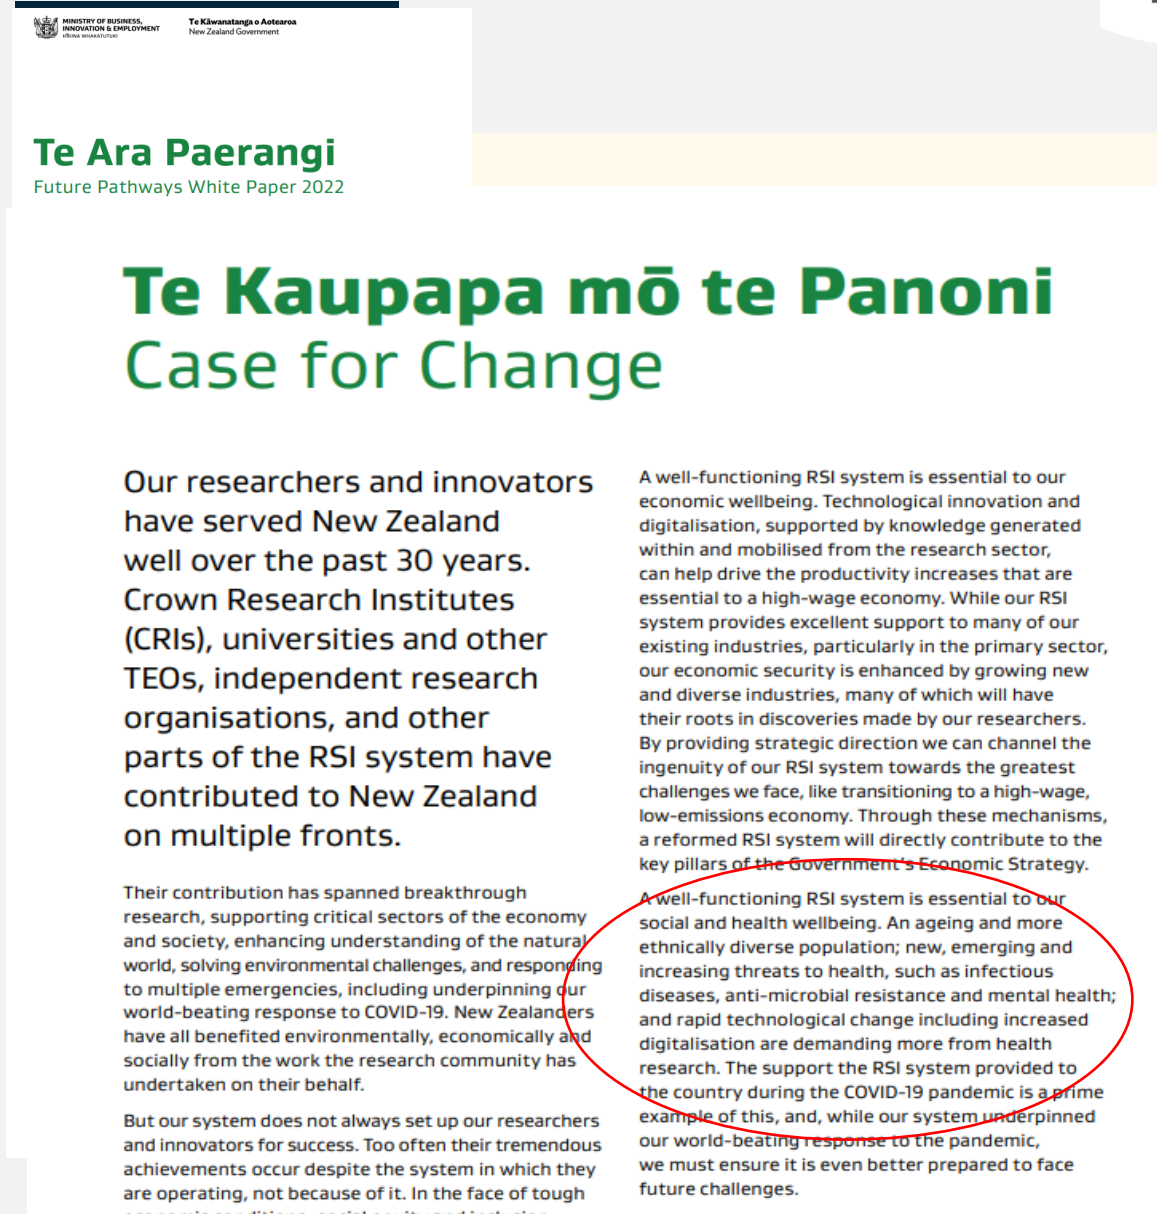 MINISTRY OF BUSINESS,
INNOVATION & EMPLOYMENT
HĪKINA WHAKATUTUKI
Te Kāwanatanga o Aotearoa
New Zealand Government
Te Ara Paerangi
Future Pathways White Paper 2022
Te Kaupapa mō te Panoni
Case for Change
Our researchers and innovators
have served New Zealand
well over the past 30 years.
Crown Research Institutes
(CRIs), universities and other
TEOs, independent research
organisations, and other
parts of the RSI system have
contributed to New Zealand
on multiple fronts.
Their contribution has spanned breakthrough
research, supporting critical sectors of the economy
and society, enhancing understanding of the natural
world, solving environmental challenges, and responding
to multiple emergencies, including underpinning our
world-beating response to COVID-19. New Zealanders
have all benefited environmentally, economically and
socially from the work the research community has
undertaken on their behalf.
But our system does not always set up our researchers
and innovators for success. Too often their tremendous
achievements occur despite the system in which they
are operating, not because of it. In the face of tough
A well-functioning RSI system is essential to our
economic wellbeing. Technological innovation and
digitalisation, supported by knowledge generated
within and mobilised from the research sector,
can help drive the productivity increases that are
essential to a high-wage economy. While our RSI
system provides excellent support to many of our
existing industries, particularly in the primary sector,
our economic security is enhanced by growing new
and diverse industries, many of which will have
their roots in discoveries made by our researchers.
By providing strategic direction we can channel the
ingenuity of our RSI system towards the greatest
challenges we face, like transitioning to a high-wage,
low-emissions economy. Through these mechanisms,
a reformed RSI system will directly contribute to the
key pillars of the Government's Economic Strategy.
A well-functioning RSI system is essential to our
social and health wellbeing. An ageing and more
ethnically diverse population; new, emerging and
increasing threats to health, such as infectious
diseases, anti-microbial resistance and mental health;
and rapid technological change including increased
digitalisation are demanding more from health
research. The support the RSI system provided to
the country during the COVID-19 pandemic is a prime
example of this, and, while our system underpinned
our world-beating response to the pandemic,
we must ensure it is even better prepared to face
future challenges.